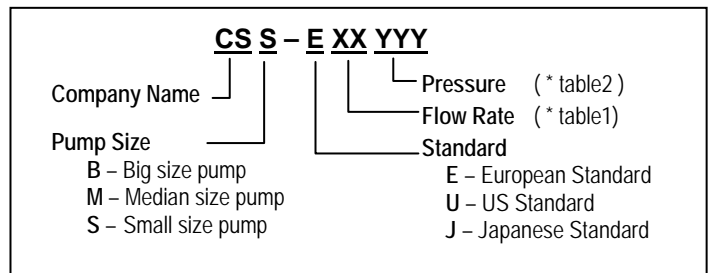 CS S – E XX YYY
Company Name
Pump Size
B – Big size pump
M – Median size pump
S – Small size pump
Pressure ( * table2 )
Flow Rate ( * table1)
Standard
E – European Standard
U – US Standard
J – Japanese Standard